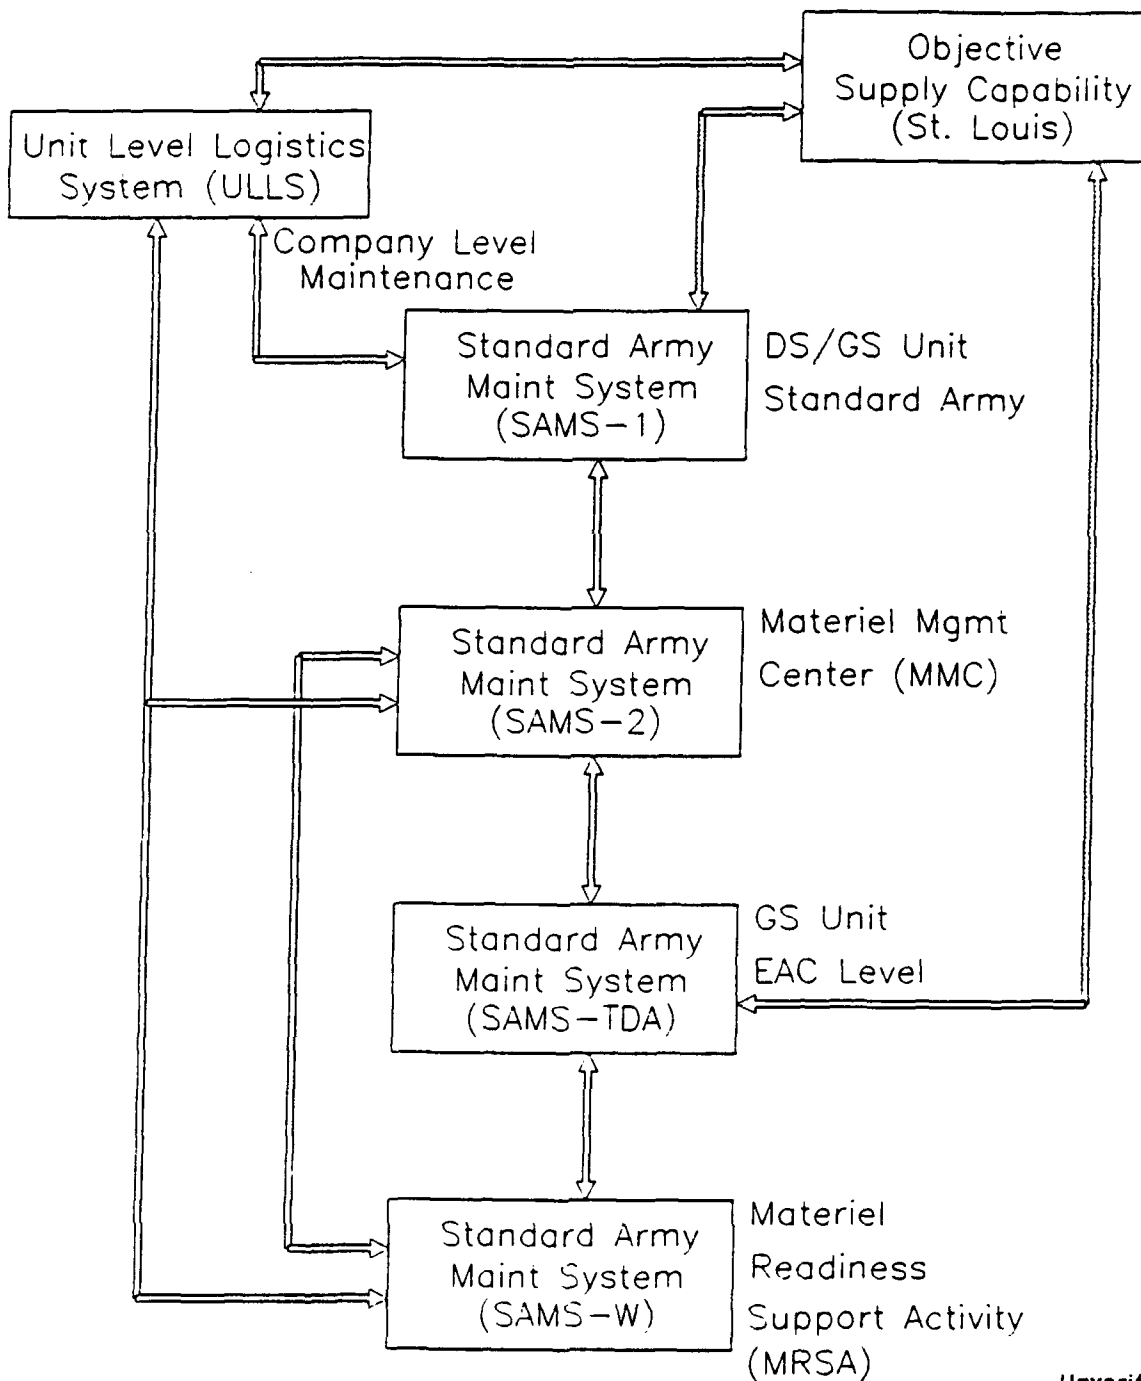 Objective
Supply Capability
(St. Louis)
Unit Level Logistics
System (ULLS)
Company Level
Maintenance
Standard Army
Maint System
(SAMS-1)
DS/GS Unit
Standard Army
Standard Army
Maint System
(SAMS-2)
Materiel Mgmt
Center (MMC)
Standard Army
Maint System
(SAMS-TDA)
GS Unit
EAC Level
Standard Army
Maint System
(SAMS-W)
Materiel
Readiness
Support Activity
(MRSA)